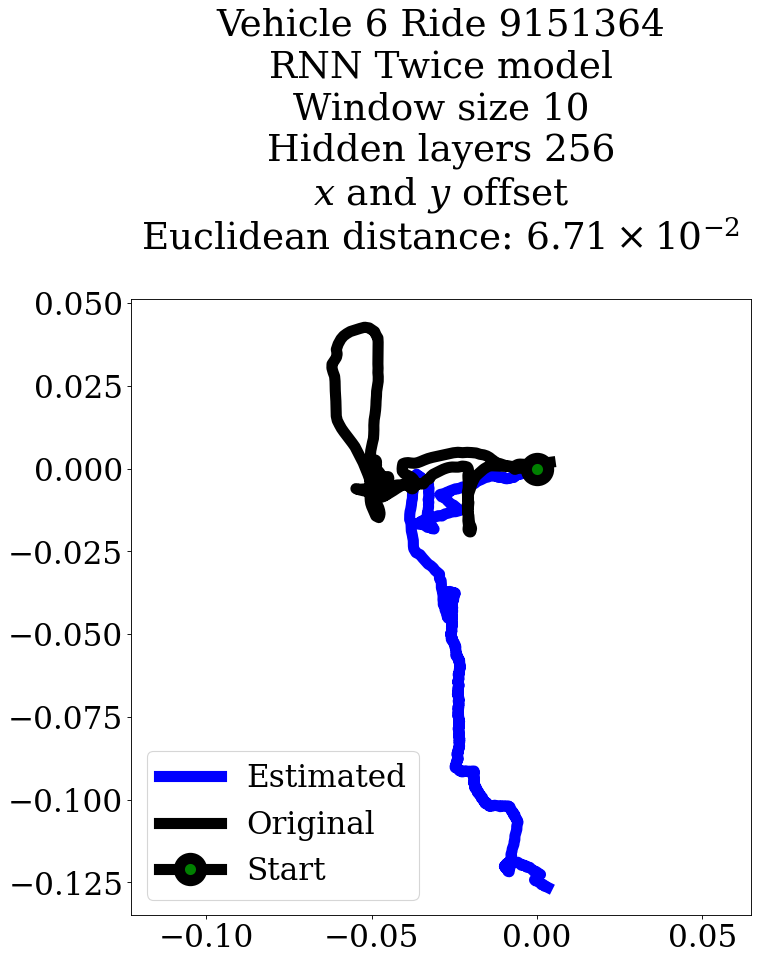 Vehicle 6 Ride 9151364
RNN Twice model
Window size 10
Hidden layers 256
x and y offset
Euclidean distance: 6.71 × 10⁻²
0.050
0.025
0.000
−0.025
−0.050
−0.075
−0.100
−0.125
Estimated
Original
Start
−0.10 −0.05 0.00 0.05